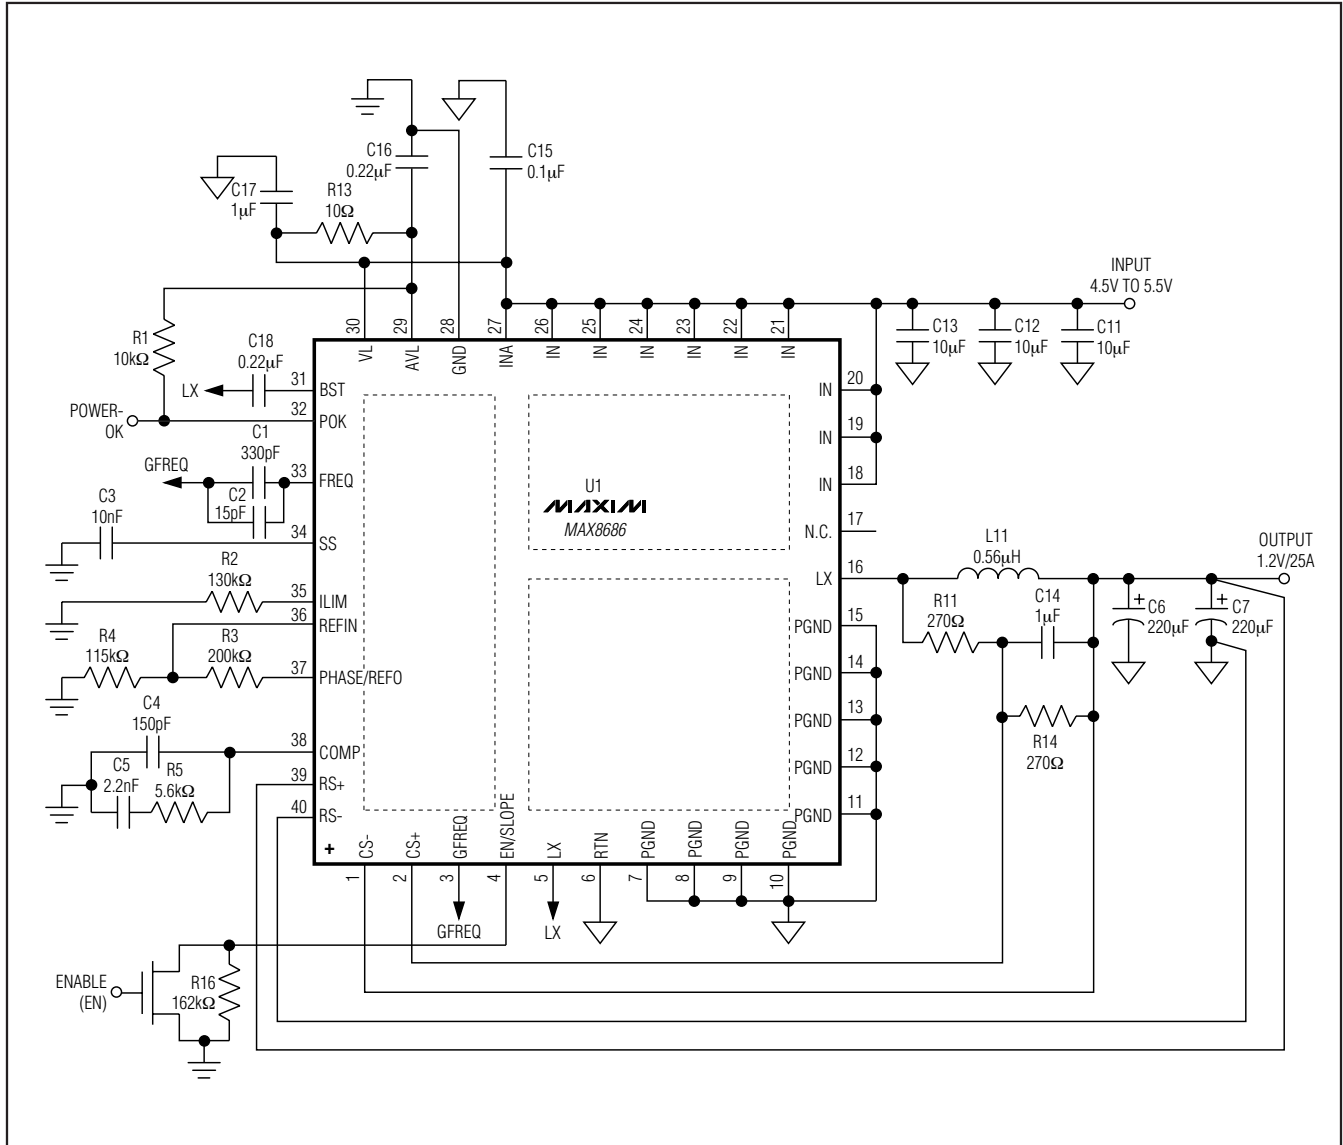 C16
0.22µF
C15
0.1µF
C17
1µF
R13
10Ω
INPUT
4.5V TO 5.5V
R1
10kΩ
C18
0.22µF
30
29
28
27
26
25
24
23
22
21
C13
10µF
C12
10µF
C11
10µF
VL
AVL
GND
INA
IN
IN
IN
IN
IN
IN
LX
31
BST
POWER-
OK
32
POK
IN
20
IN
19
IN
18
N.C.
17
C1
330pF
GFREQ
33
FREQ
C2
15pF
C3
10nF
34
SS
U1
MAXIM
MAX8686
R2
130kΩ
35
ILIM
36
REFIN
R4
115kΩ
R3
200kΩ
37
PHASE/REFO
LX
16
L11
0.56µH
OUTPUT
1.2V/25A
R11
270Ω
C14
1µF
+
C6
220µF
+
C7
220µF
PGND
15
PGND
14
PGND
13
PGND
12
PGND
11
R14
270Ω
C4
150pF
38
COMP
C5
2.2nF
R5
5.6kΩ
39
RS+
40
RS-
+
CS-
CS+
GFREQ
EN/SLOPE
LX
RTN
PGND
PGND
PGND
PGND
1
2
3
4
5
6
7
8
9
10
GFREQ
LX
ENABLE
(EN)
R16
162kΩ